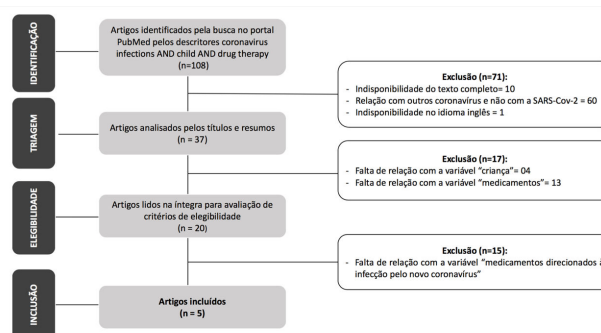 IDENTIFICAÇÃO
Artigos identificados pela busca no portal
PubMed pelos descritores coronavirus
infections AND child AND drug therapy
(n=108)
Exclusão (n=71):
- Indisponibilidade do texto completo= 10
- Relação com outros coronavírus e não com a SARS-Cov-2 = 60
- Indisponibilidade no idioma inglês = 1
TRIAGEM
Artigos analisados pelos títulos e resumos
(n = 37)
Exclusão (n=17):
- Falta de relação com a variável “criança”= 04
- Falta de relação com a variável “medicamentos”= 13
ELEGIBILIDADE
Artigos lidos na íntegra para avaliação de
critérios de elegibilidade
(n = 20)
Exclusão (n=15):
- Falta de relação com a variável “medicamentos direcionados à
infecção pelo novo coronavírus”
INCLUSÃO
Artigos incluídos
(n = 5)